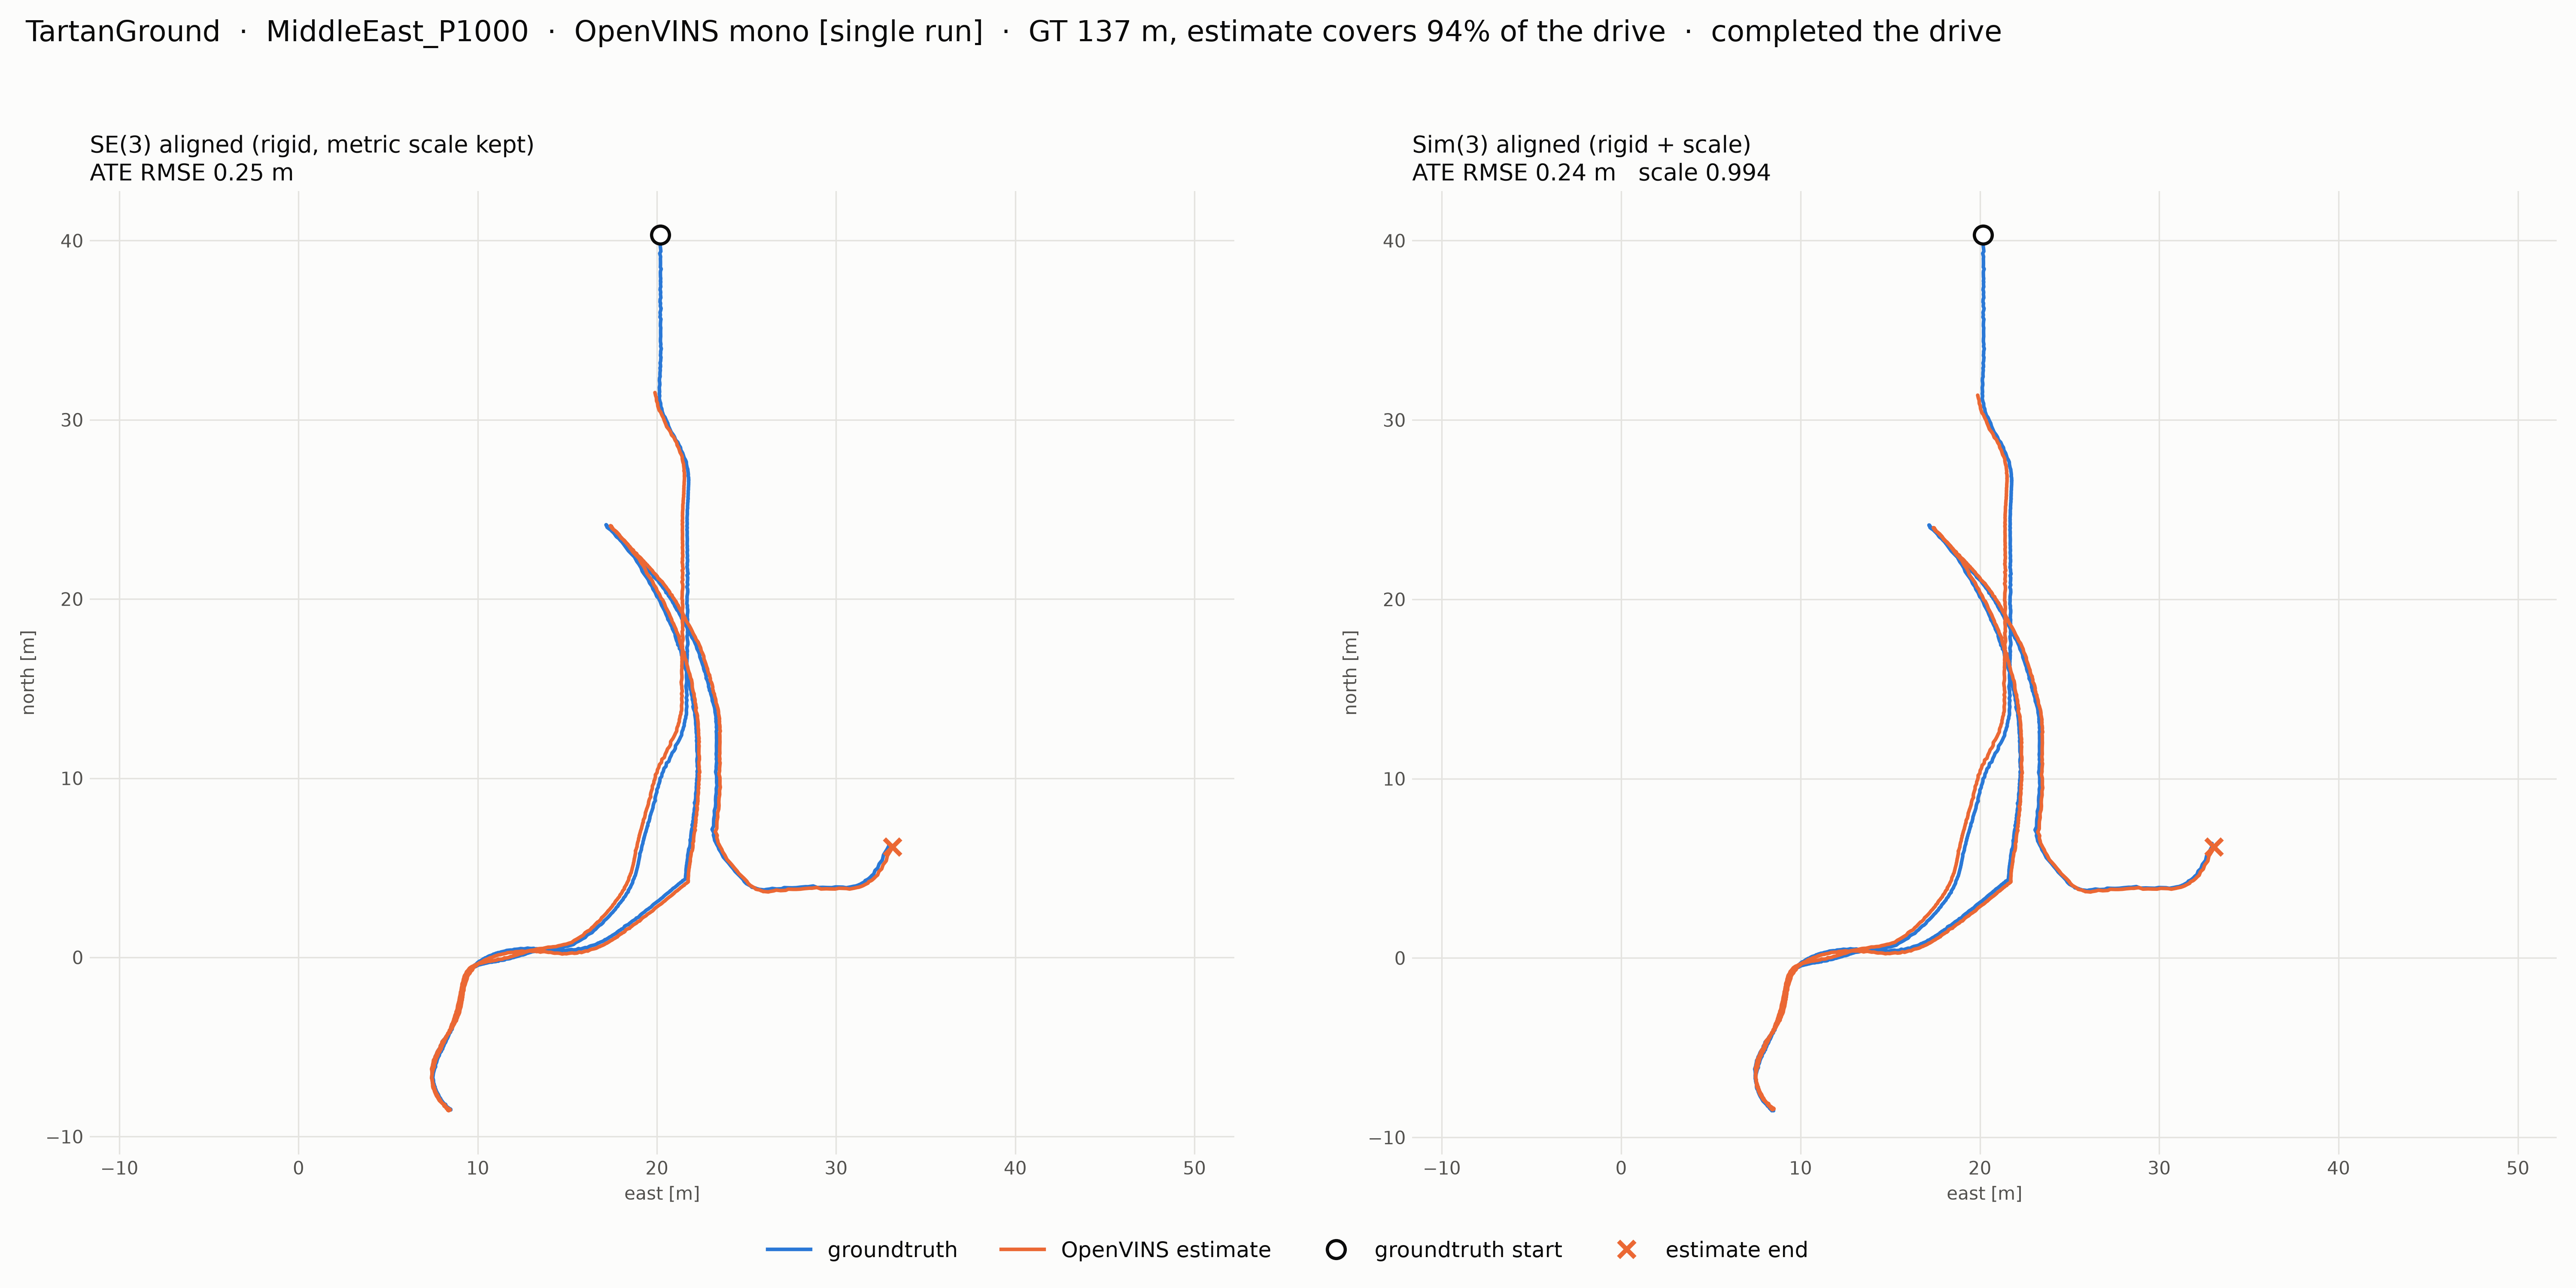 TartanGround · MiddleEast_P1000 · OpenVINS mono [single run] · GT 137 m, estimate covers 94% of the drive · completed the drive
SE(3) aligned (rigid, metric scale kept)
ATE RMSE 0.25 m
40
30
20
10
0
−10
north [m]
−10 0 10 20 30 40 50
east [m]
Sim(3) aligned (rigid + scale)
ATE RMSE 0.24 m scale 0.994
40
30
20
10
0
−10
north [m]
−10 0 10 20 30 40 50
east [m]
groundtruth OpenVINS estimate groundtruth start estimate end